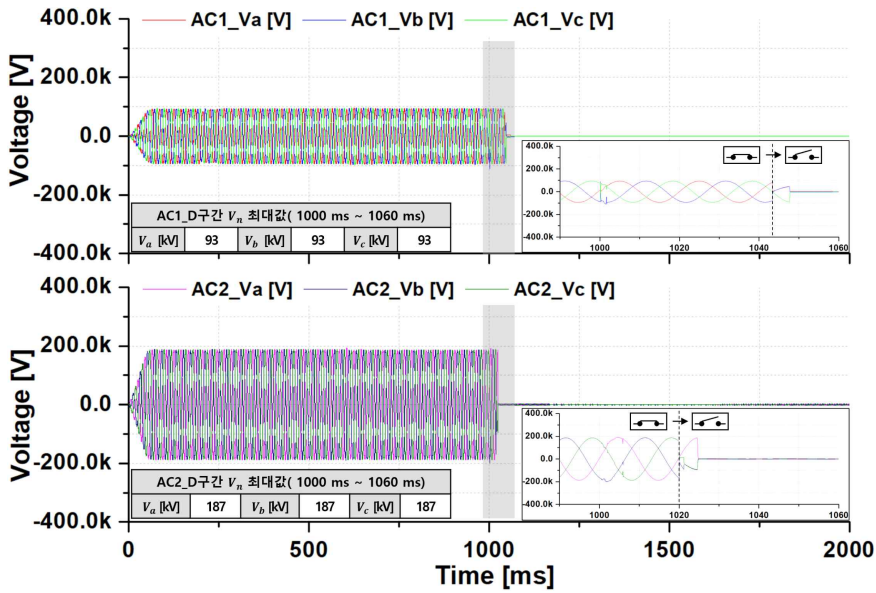 AC1_Va [V] AC1_Vb [V] AC1_Vc [V]
400.0k
200.0k
0.0
-200.0k
-400.0k
Voltage [V]
400.0k
200.0k
0.0
-200.0k
-400.0k
1000 1020 1040 1060
AC1_D구간 Vn 최대값( 1000 ms ~ 1060 ms)
Va [kV] 93 Vb [kV] 93 Vc [kV] 93
AC2_Va [V] AC2_Vb [V] AC2_Vc [V]
400.0k
200.0k
0.0
-200.0k
-400.0k
Voltage [V]
400.0k
200.0k
0.0
-200.0k
-400.0k
1000 1020 1040 1060
AC2_D구간 Vn 최대값( 1000 ms ~ 1060 ms)
Va [kV] 187 Vb [kV] 187 Vc [kV] 187
0 500 1000 1500 2000
Time [ms]